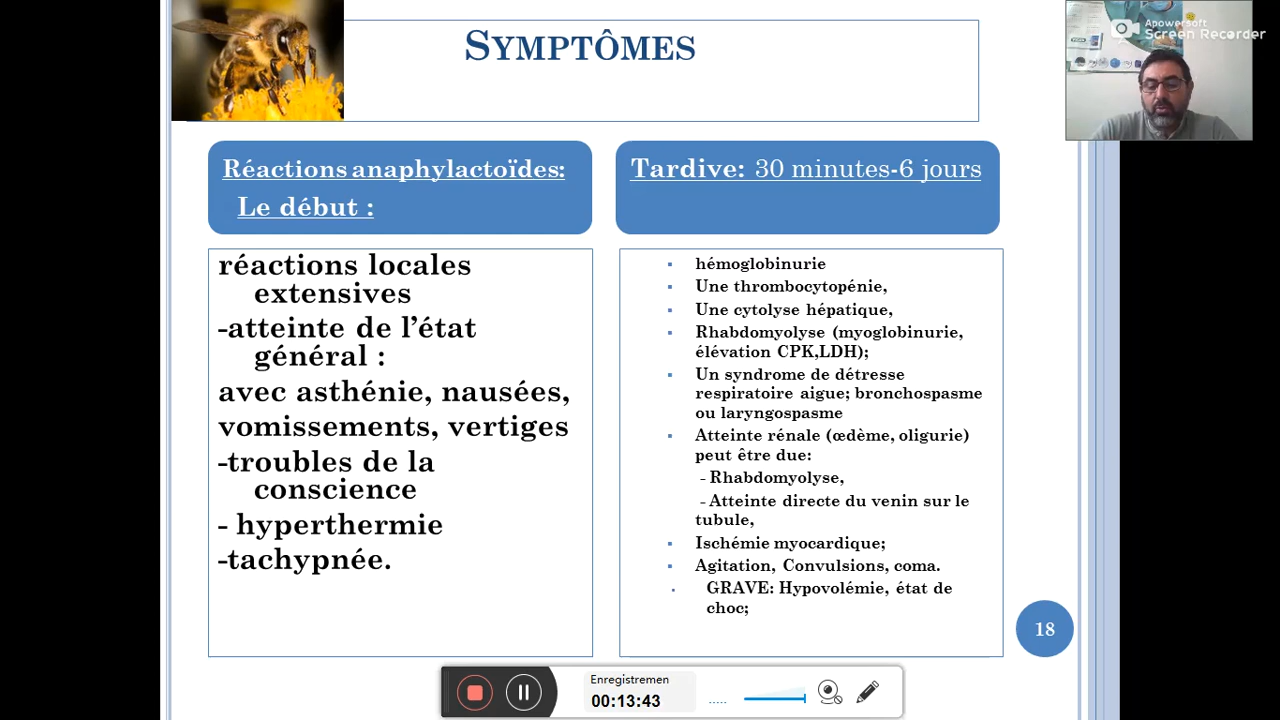 SYMPTÔMES
Apowersoft
Screen Recorder
Réactions anaphylactoïdes:
Le début :
Tardive: 30 minutes-6 jours
réactions locales
extensives
-atteinte de l’état
général :
avec asthénie, nausées,
vomissements, vertiges
-troubles de la
conscience
- hyperthermie
-tachypnée.
▪ hémoglobinurie
▪ Une thrombocytopénie,
▪ Une cytolyse hépatique,
▪ Rhabdomyolyse (myoglobinurie,
élévation CPK,LDH);
▪ Un syndrome de détresse
respiratoire aigue; bronchospasme
ou laryngospasme
▪ Atteinte rénale (œdème, oligurie)
peut être due:
- Rhabdomyolyse,
- Atteinte directe du venin sur le
tubule,
▪ Ischémie myocardique;
▪ Agitation, Convulsions, coma.
▪ GRAVE: Hypovolémie, état de
choc;
18
Enregistremen
00:13:43